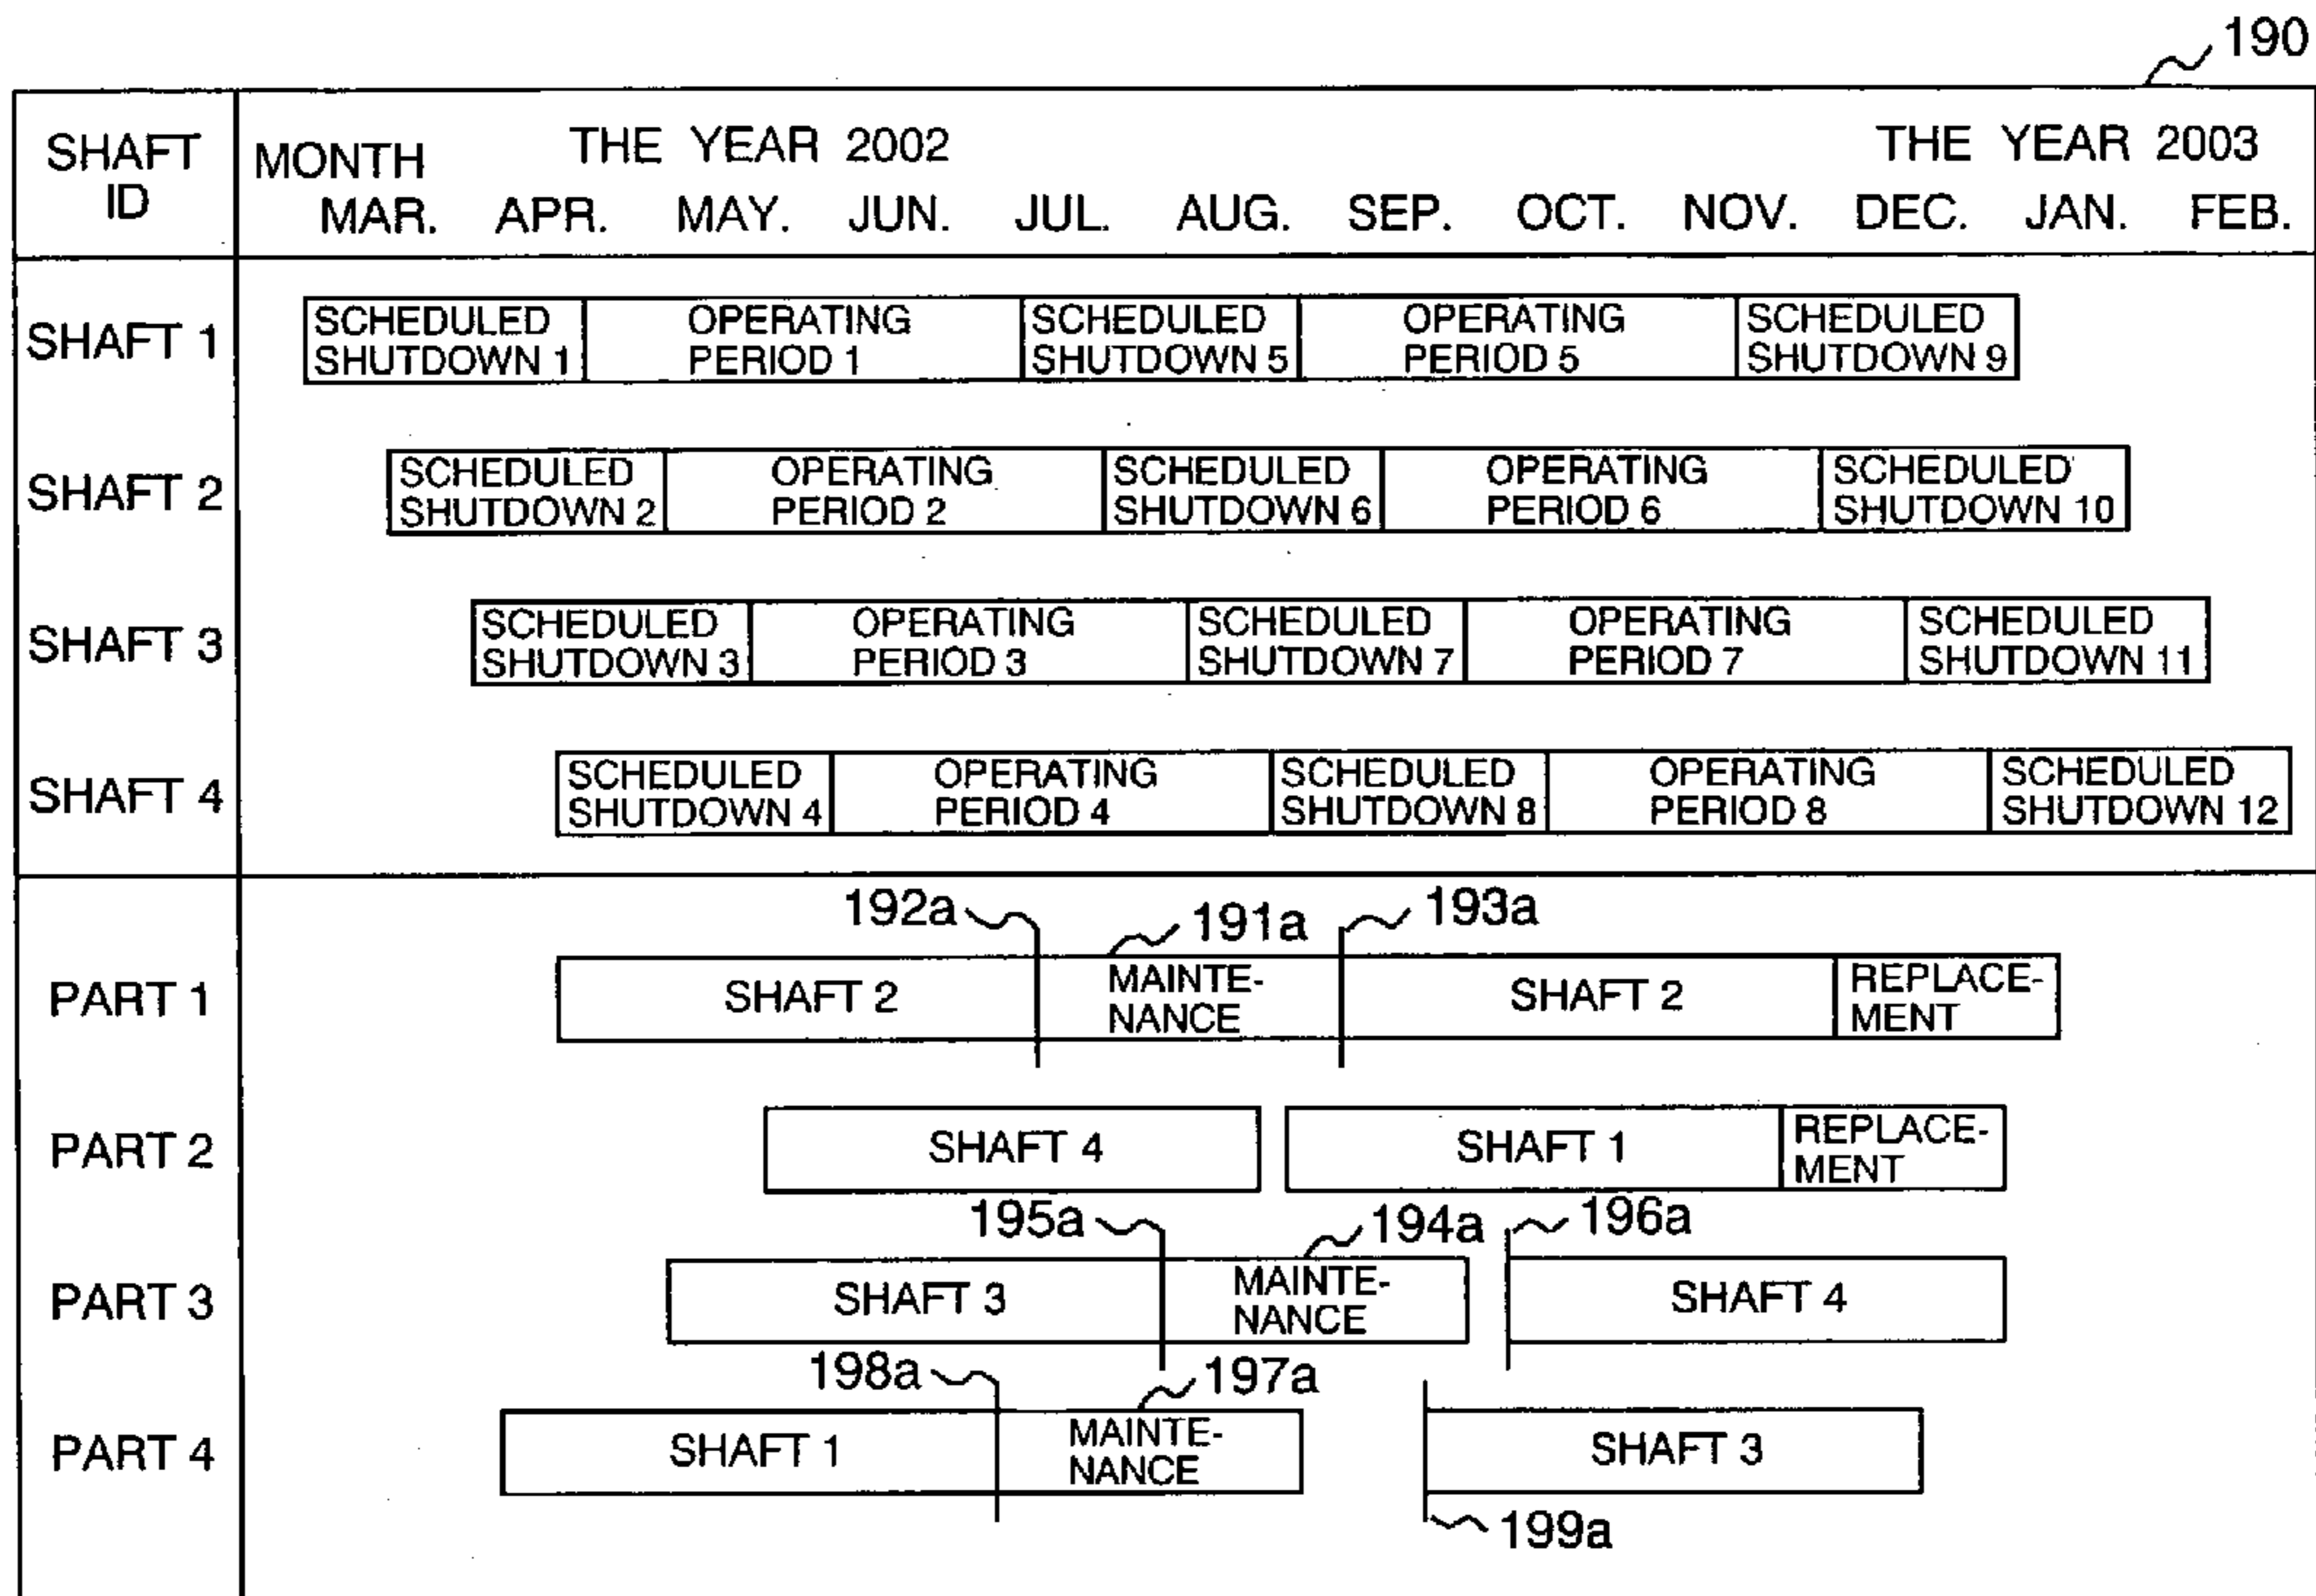 190
SHAFT
ID
MONTH THE YEAR 2002 THE YEAR 2003
MAR. APR. MAY. JUN. JUL. AUG. SEP. OCT. NOV. DEC. JAN. FEB.
SHAFT 1
SCHEDULED
SHUTDOWN 1
OPERATING
PERIOD 1
SCHEDULED
SHUTDOWN 5
OPERATING
PERIOD 5
SCHEDULED
SHUTDOWN 9
SHAFT 2
SCHEDULED
SHUTDOWN 2
OPERATING
PERIOD 2
SCHEDULED
SHUTDOWN 6
OPERATING
PERIOD 6
SCHEDULED
SHUTDOWN 10
SHAFT 3
SCHEDULED
SHUTDOWN 3
OPERATING
PERIOD 3
SCHEDULED
SHUTDOWN 7
OPERATING
PERIOD 7
SCHEDULED
SHUTDOWN 11
SHAFT 4
SCHEDULED
SHUTDOWN 4
OPERATING
PERIOD 4
SCHEDULED
SHUTDOWN 8
OPERATING
PERIOD 8
SCHEDULED
SHUTDOWN 12
192a 191a 193a
PART 1
SHAFT 2
MAINTE-
NANCE
SHAFT 2
REPLACE-
MENT
PART 2
SHAFT 4
SHAFT 1
REPLACE-
MENT
195a 194a 196a
PART 3
SHAFT 3
MAINTE-
NANCE
SHAFT 4
198a 197a
PART 4
SHAFT 1
MAINTE-
NANCE
SHAFT 3
199a